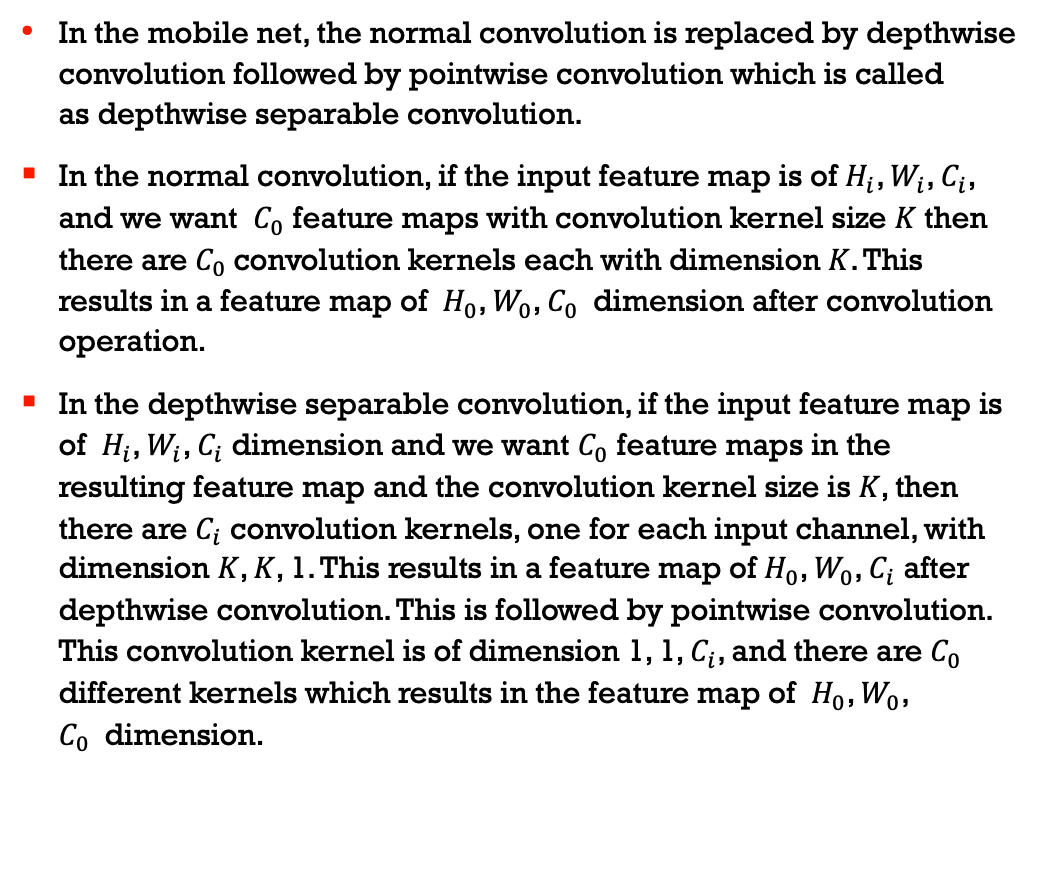 • In the mobile net, the normal convolution is replaced by depthwise
convolution followed by pointwise convolution which is called
as depthwise separable convolution.
▪ In the normal convolution, if the input feature map is of Hᵢ, Wᵢ, Cᵢ,
and we want C₀ feature maps with convolution kernel size K then
there are C₀ convolution kernels each with dimension K. This
results in a feature map of H₀, W₀, C₀ dimension after convolution
operation.
▪ In the depthwise separable convolution, if the input feature map is
of Hᵢ, Wᵢ, Cᵢ dimension and we want C₀ feature maps in the
resulting feature map and the convolution kernel size is K, then
there are Cᵢ convolution kernels, one for each input channel, with
dimension K, K, 1. This results in a feature map of H₀, W₀, Cᵢ after
depthwise convolution. This is followed by pointwise convolution.
This convolution kernel is of dimension 1, 1, Cᵢ, and there are C₀
different kernels which results in the feature map of H₀, W₀,
C₀ dimension.